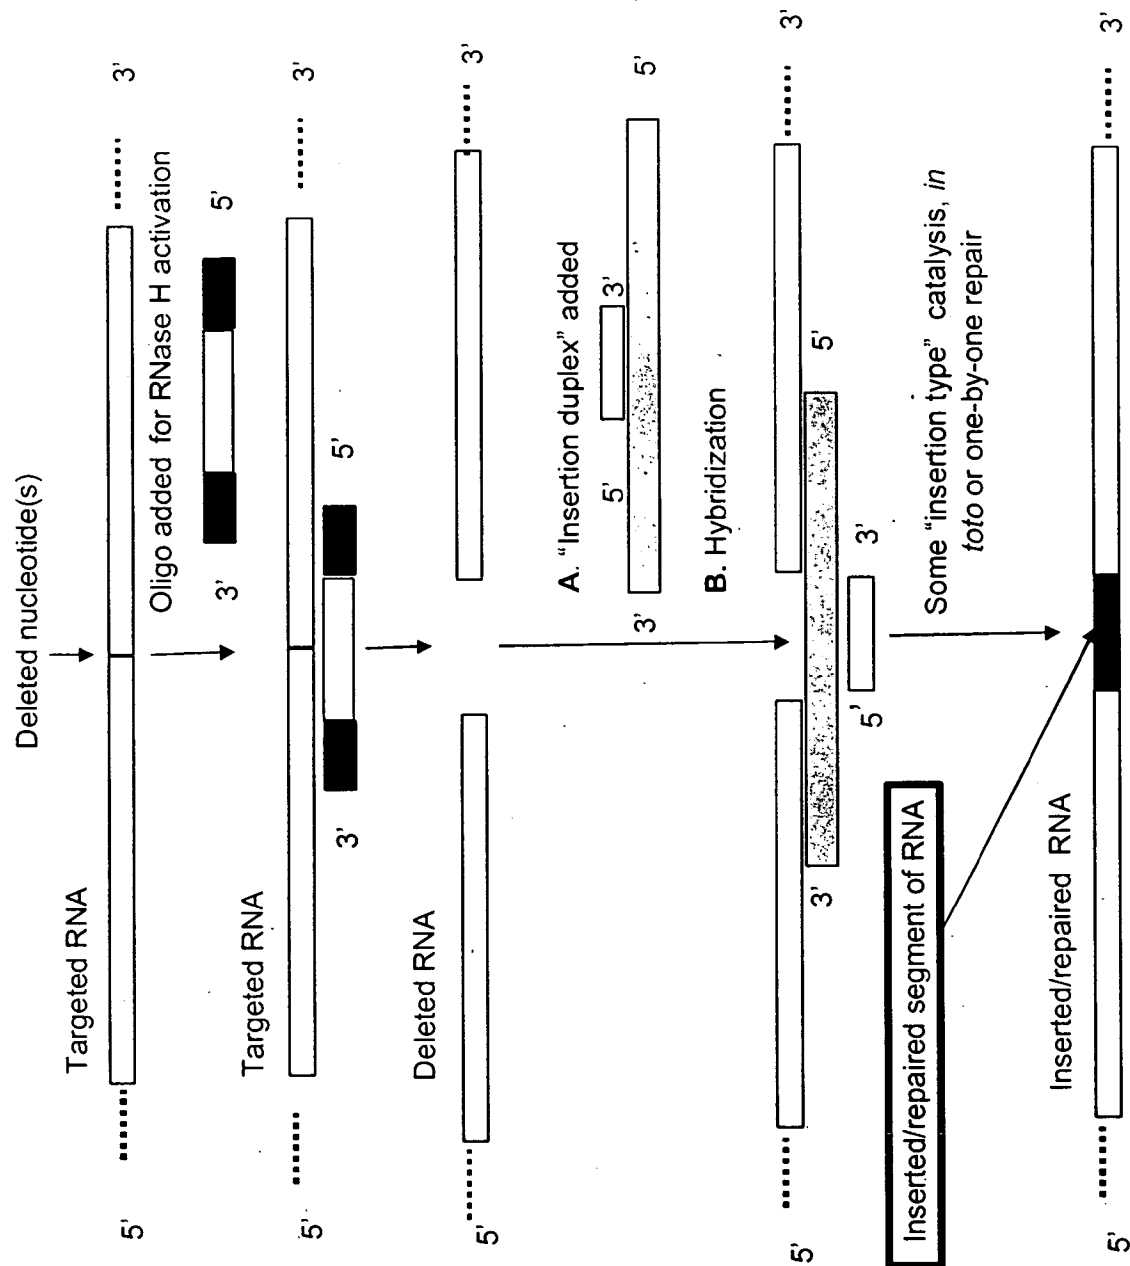 Deleted nucleotide(s)
Targeted RNA
5'
3'
Oligo added for RNase H activation
3'
5'
Targeted RNA
5'
3'
3'
5'
Deleted RNA
5'
3'
A. "Insertion duplex" added
5'
3'
3'
5'
B. Hybridization
5'
3'
3'
5'
5'
3'
Some "insertion type" catalysis, in
toto or one-by-one repair
Inserted/repaired segment of RNA
Inserted/repaired RNA
5'
3'